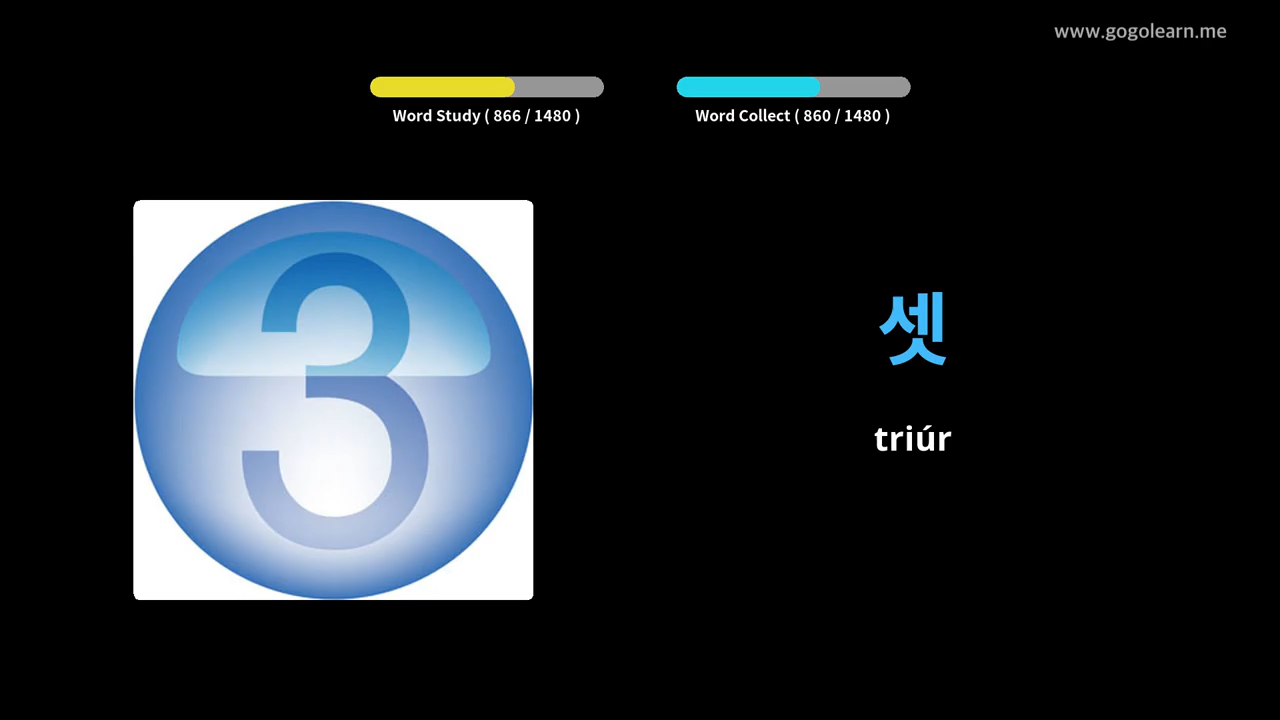 www.gogolearn.me
Word Study ( 866 / 1480 )
Word Collect ( 860 / 1480 )
3
셋
triúr